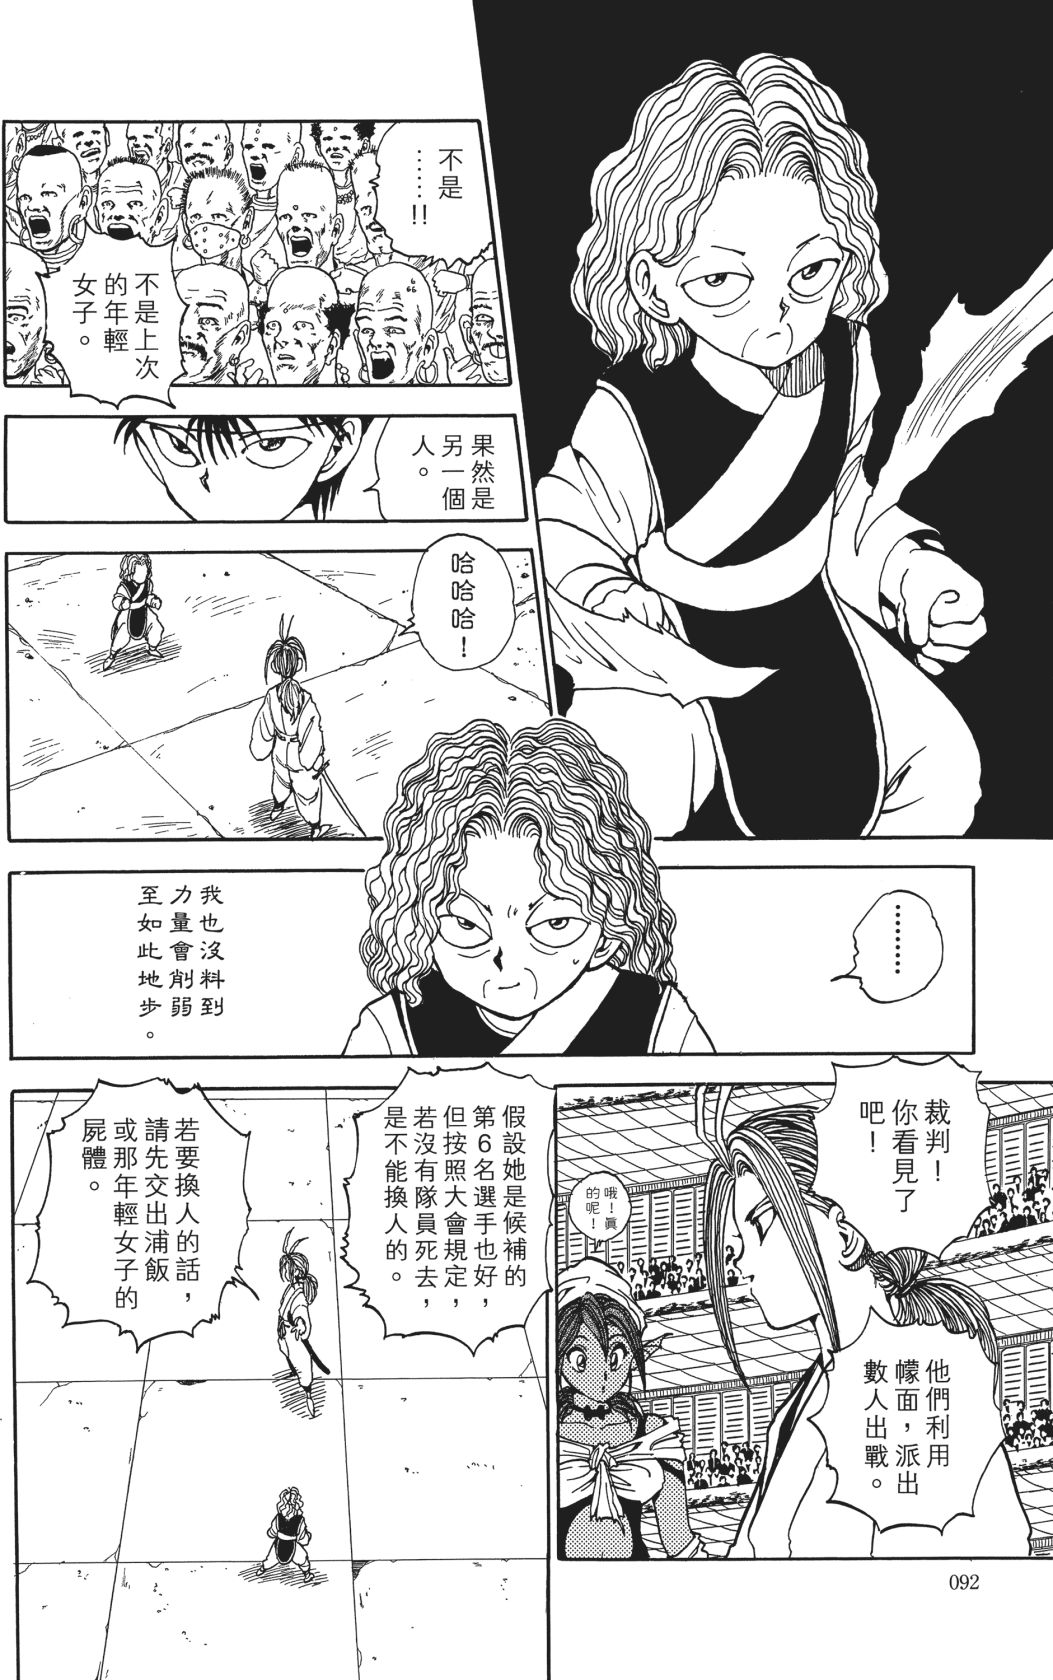 不是
……!!
不是上次
的年輕
女子。
果然是
另一個
人。
哈哈哈！
………
我也沒料到
力量會削弱
至如此地步。
裁判！
你看見了
吧！
哦！真
的呢！
他們利用
幪面，派出
數人出戰。
假設她是候補的
第6名選手也好，
但按照大會規定，
若沒有隊員死去，
是不能換人的。
若要換人的話，
請先交出浦飯
或那年輕女子的
屍體。
092